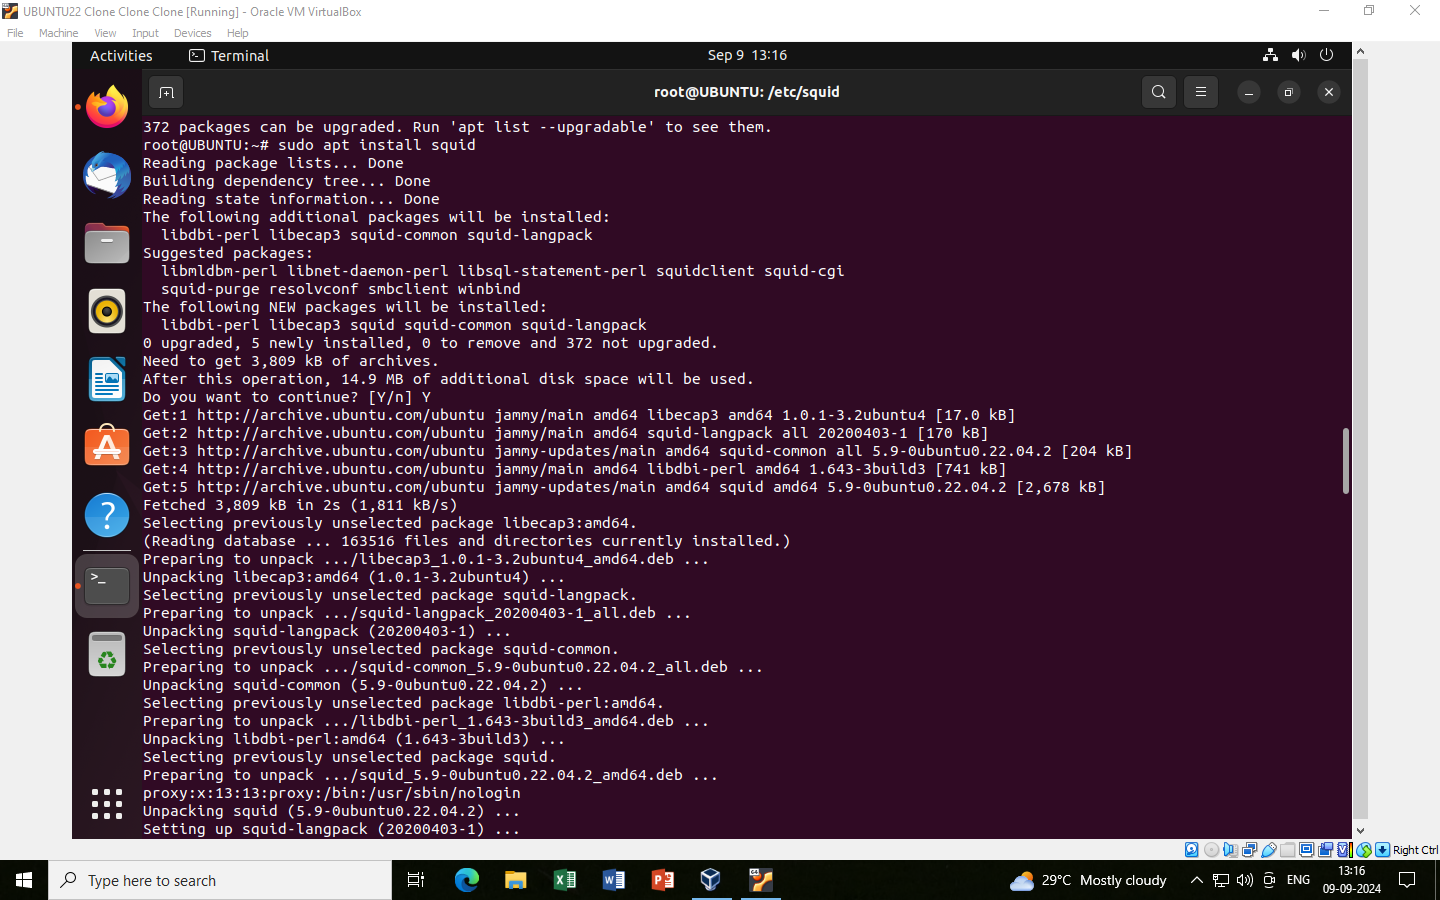 UBUNTU22 Clone Clone Clone [Running] - Oracle VM VirtualBox
File Machine View Input Devices Help
Activities Terminal Sep 9 13:16
root@UBUNTU: /etc/squid
372 packages can be upgraded. Run 'apt list --upgradable' to see them.
root@UBUNTU:~# sudo apt install squid
Reading package lists... Done
Building dependency tree... Done
Reading state information... Done
The following additional packages will be installed:
  libdbi-perl libecap3 squid-common squid-langpack
Suggested packages:
  libmldbm-perl libnet-daemon-perl libsql-statement-perl squidclient squid-cgi
  squid-purge resolvconf smbclient winbind
The following NEW packages will be installed:
  libdbi-perl libecap3 squid squid-common squid-langpack
0 upgraded, 5 newly installed, 0 to remove and 372 not upgraded.
Need to get 3,809 kB of archives.
After this operation, 14.9 MB of additional disk space will be used.
Do you want to continue? [Y/n] Y
Get:1 http://archive.ubuntu.com/ubuntu jammy/main amd64 libecap3 amd64 1.0.1-3.2ubuntu4 [17.0 kB]
Get:2 http://archive.ubuntu.com/ubuntu jammy/main amd64 squid-langpack all 20200403-1 [170 kB]
Get:3 http://archive.ubuntu.com/ubuntu jammy-updates/main amd64 squid-common all 5.9-0ubuntu0.22.04.2 [204 kB]
Get:4 http://archive.ubuntu.com/ubuntu jammy/main amd64 libdbi-perl amd64 1.643-3build3 [741 kB]
Get:5 http://archive.ubuntu.com/ubuntu jammy-updates/main amd64 squid amd64 5.9-0ubuntu0.22.04.2 [2,678 kB]
Fetched 3,809 kB in 2s (1,811 kB/s)
Selecting previously unselected package libecap3:amd64.
(Reading database ... 163516 files and directories currently installed.)
Preparing to unpack .../libecap3_1.0.1-3.2ubuntu4_amd64.deb ...
Unpacking libecap3:amd64 (1.0.1-3.2ubuntu4) ...
Selecting previously unselected package squid-langpack.
Preparing to unpack .../squid-langpack_20200403-1_all.deb ...
Unpacking squid-langpack (20200403-1) ...
Selecting previously unselected package squid-common.
Preparing to unpack .../squid-common_5.9-0ubuntu0.22.04.2_all.deb ...
Unpacking squid-common (5.9-0ubuntu0.22.04.2) ...
Selecting previously unselected package libdbi-perl:amd64.
Preparing to unpack .../libdbi-perl_1.643-3build3_amd64.deb ...
Unpacking libdbi-perl:amd64 (1.643-3build3) ...
Selecting previously unselected package squid.
Preparing to unpack .../squid_5.9-0ubuntu0.22.04.2_amd64.deb ...
proxy:x:13:13:proxy:/bin:/usr/sbin/nologin
Unpacking squid (5.9-0ubuntu0.22.04.2) ...
Setting up squid-langpack (20200403-1) ...
Right Ctrl
Type here to search
29°C Mostly cloudy
ENG
13:16
09-09-2024